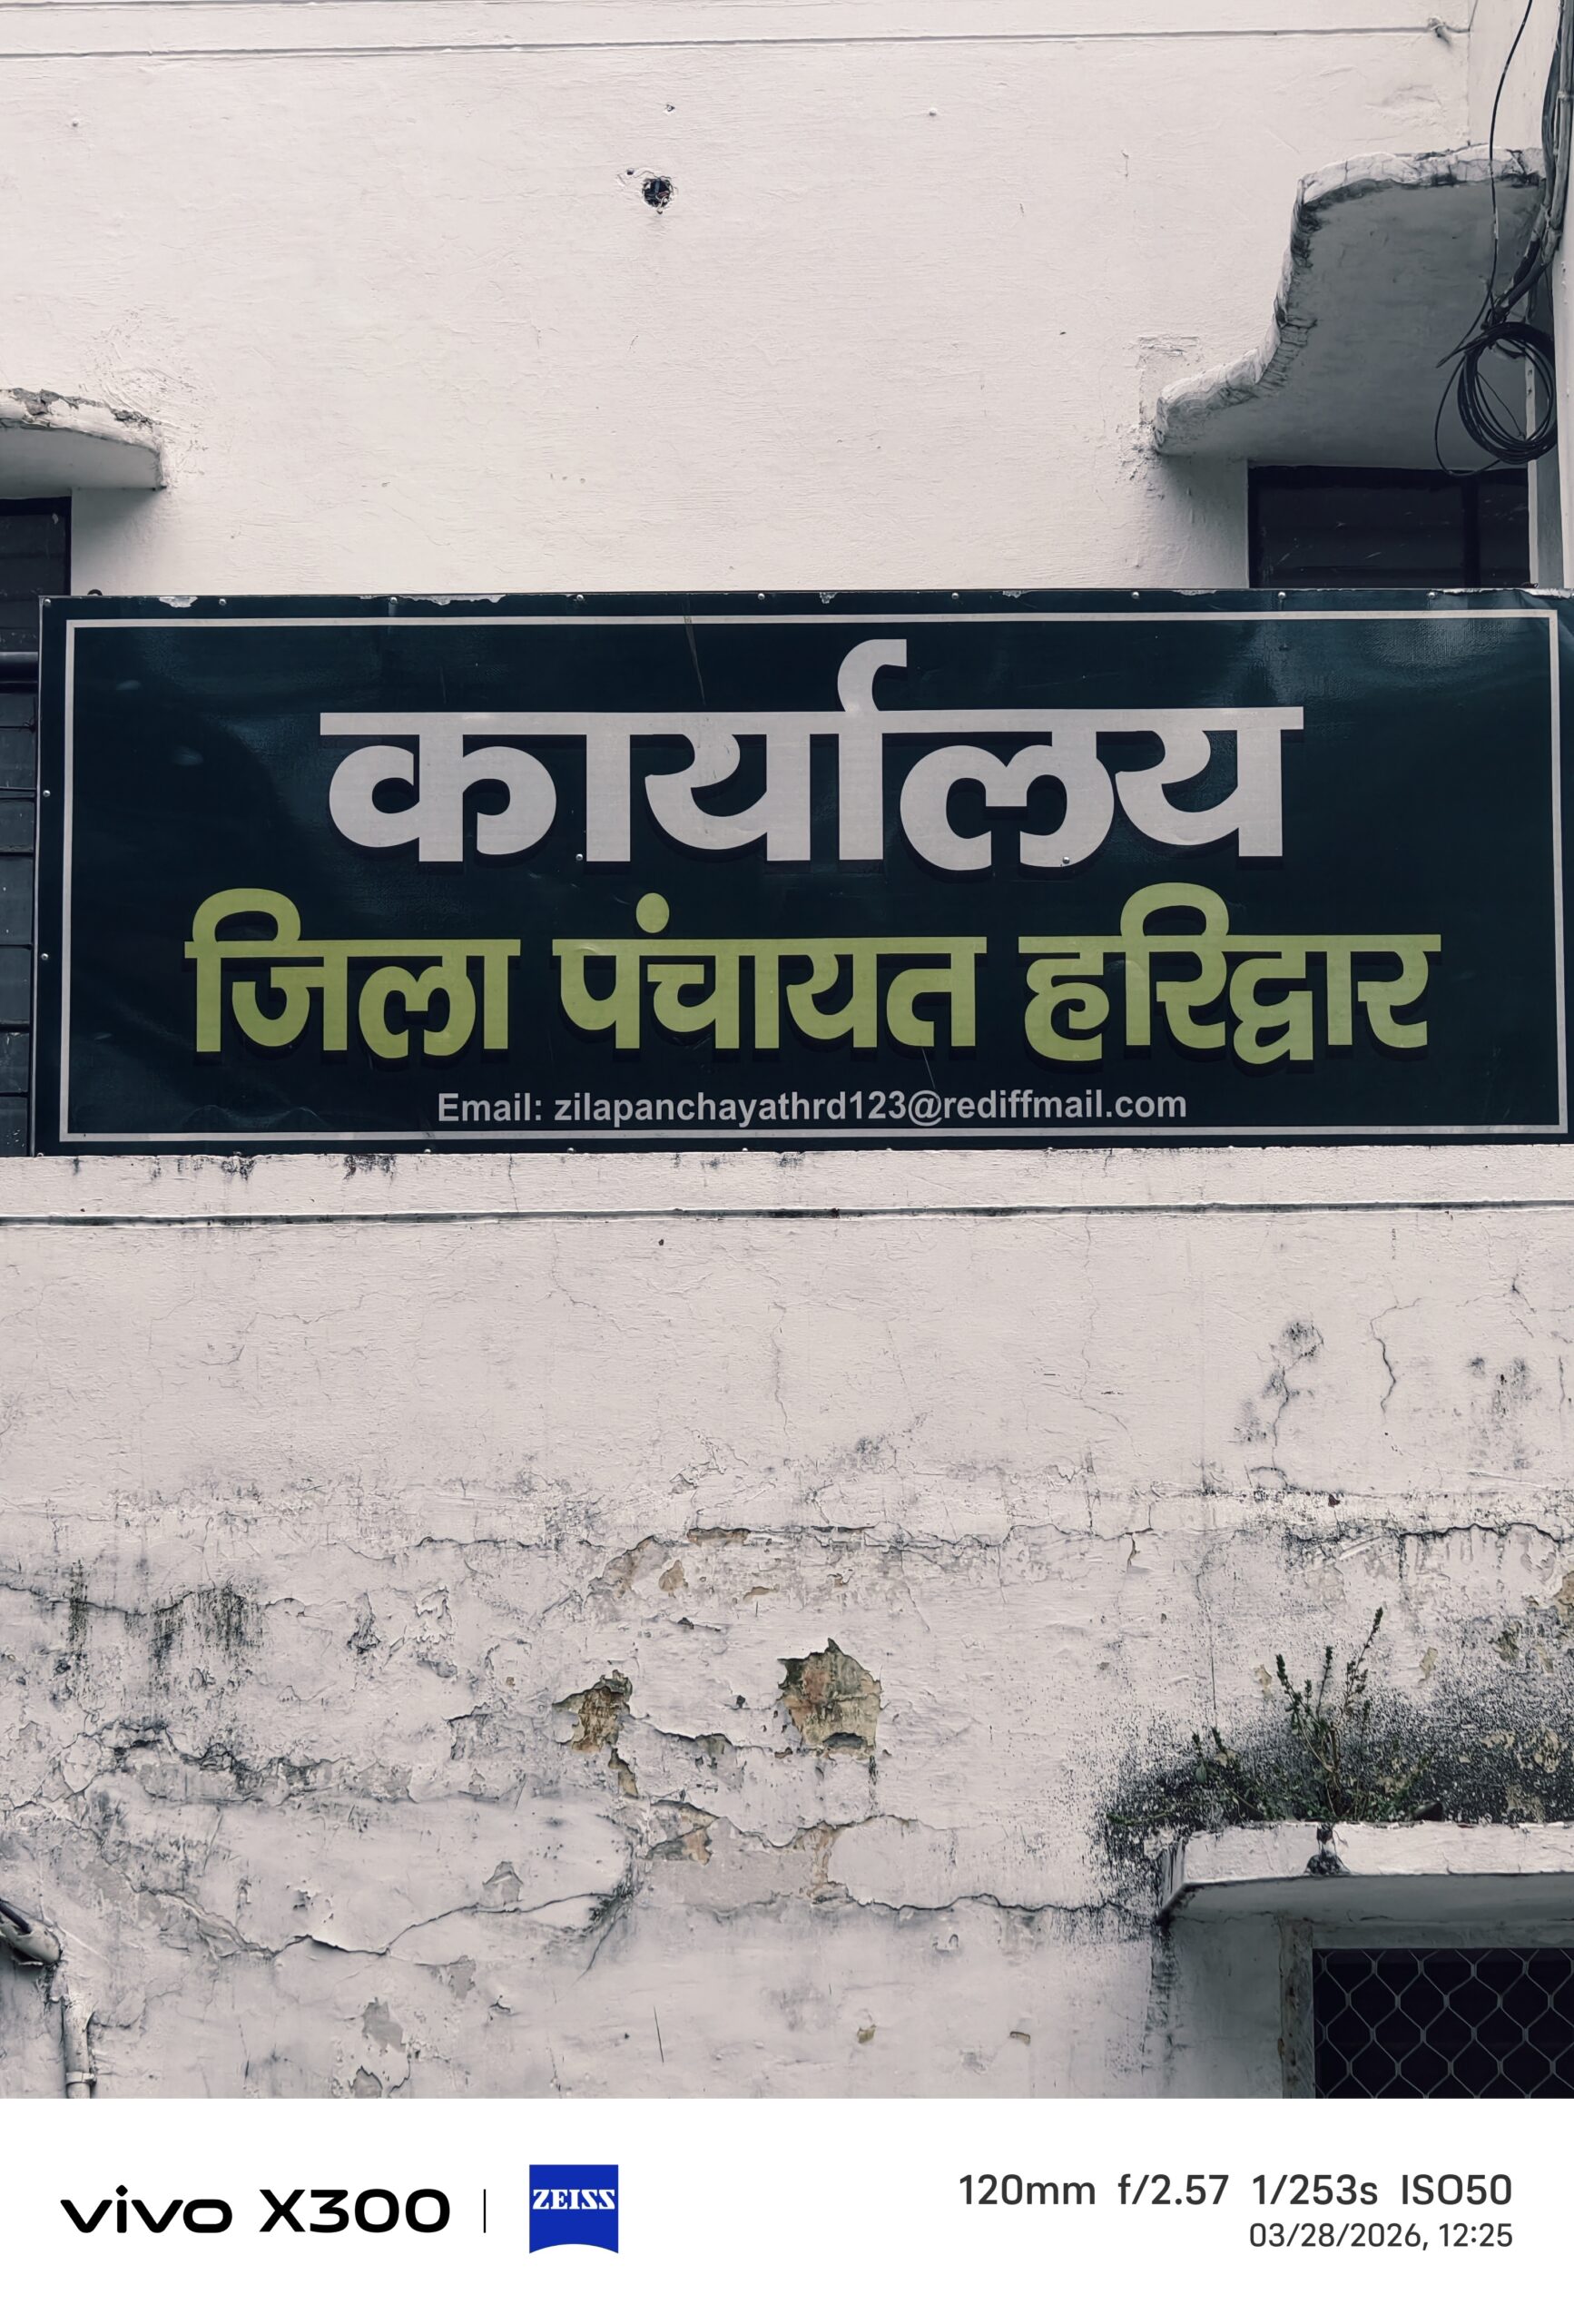 कार्यालय
जिला पंचायत हरिद्वार
Email: zilapanchayathrd123@rediffmail.com
vivo X300 | ZEISS
120mm f/2.57 1/253s ISO50
03/28/2026, 12:25